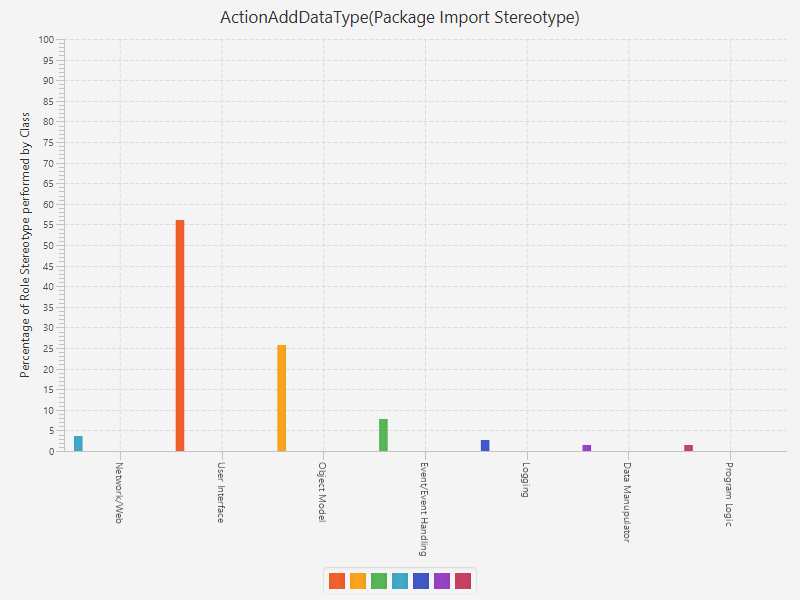 ActionAddDataType(Package Import Stereotype)
Percentage of Role Stereotype performed by Class
100
95
90
85
80
75
70
65
60
55
50
45
40
35
30
25
20
15
10
5
0
Network/Web
User Interface
Object Model
Event/Event Handling
Logging
Data Manupulator
Program Logic